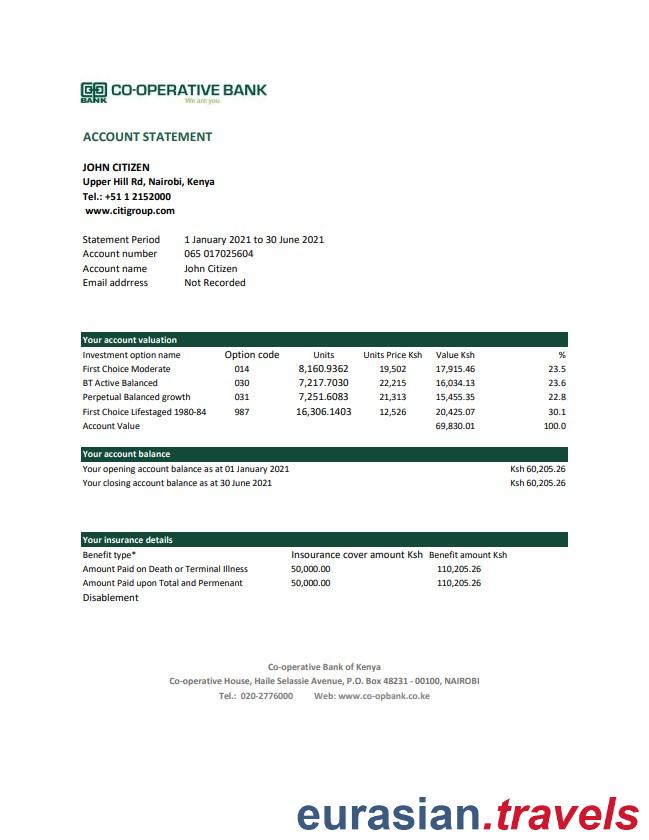 CO-OPERATIVE BANK
BANK We are you
ACCOUNT STATEMENT
JOHN CITIZEN
Upper Hill Rd, Nairobi, Kenya
Tel.: +51 1 2152000
www.citigroup.com
Statement Period 1 January 2021 to 30 June 2021
Account number 065 017025604
Account name John Citizen
Email addrress Not Recorded
Your account valuation
Investment option name Option code Units Units Price Ksh Value Ksh %
First Choice Moderate 014 8,160.9362 19,502 17,915.46 23.5
BT Active Balanced 030 7,217.7030 22,215 16,034.13 23.6
Perpetual Balanced growth 031 7,251.6083 21,313 15,455.35 22.8
First Choice Lifestaged 1980-84 987 16,306.1403 12,526 20,425.07 30.1
Account Value 69,830.01 100.0
Your account balance
Your opening account balance as at 01 January 2021 Ksh 60,205.26
Your closing account balance as at 30 June 2021 Ksh 60,205.26
Your insurance details
Benefit type* Insourance cover amount Ksh Benefit amount Ksh
Amount Paid on Death or Terminal Illness 50,000.00 110,205.26
Amount Paid upon Total and Permenant 50,000.00 110,205.26
Disablement
Co-operative Bank of Kenya
Co-operative House, Haile Selassie Avenue, P.O. Box 48231 - 00100, NAIROBI
Tel.: 020-2776000 Web: www.co-opbank.co.ke
eurasian.travels